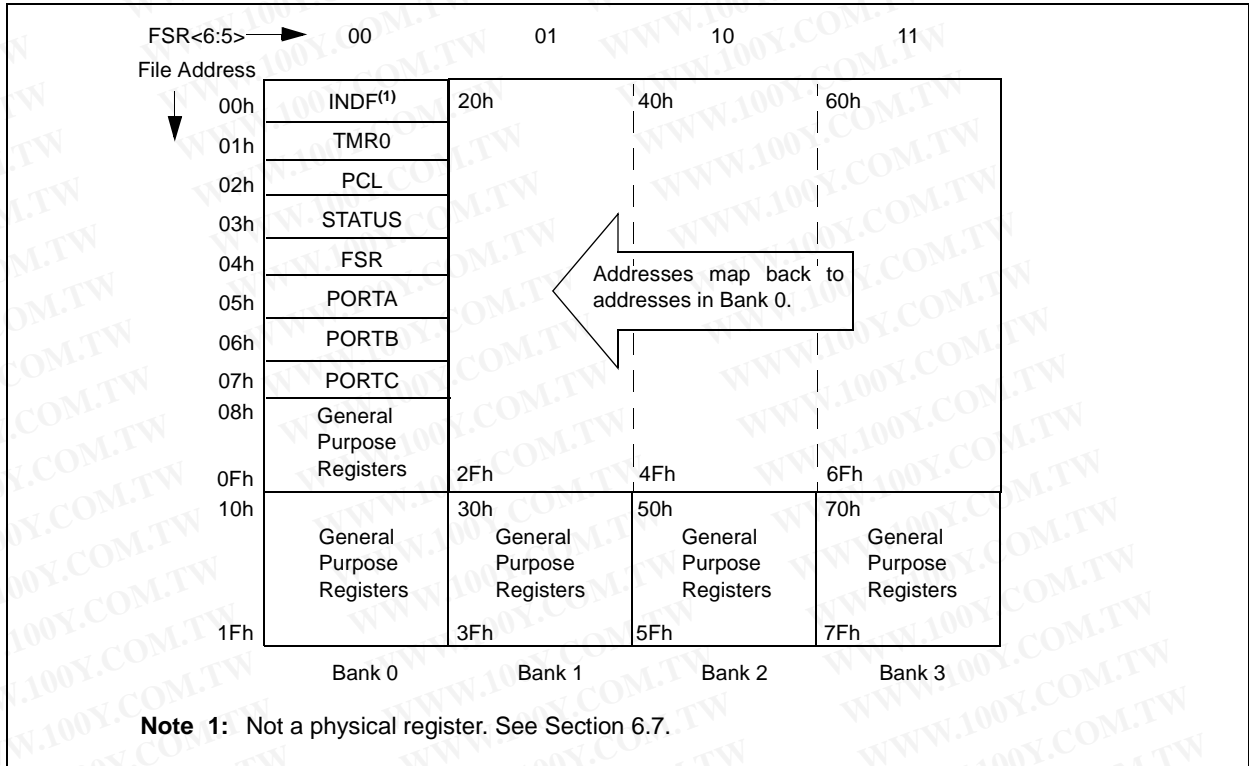 FSR<6:5> 00 01 10 11
File Address
00h INDF(1) 20h 40h 60h
01h TMR0
02h PCL
03h STATUS
04h FSR
Addresses map back to
addresses in Bank 0.
05h PORTA
06h PORTB
07h PORTC
08h General
Purpose
Registers
0Fh 2Fh 4Fh 6Fh
10h 30h 50h 70h
General General General General
Purpose Purpose Purpose Purpose
Registers Registers Registers Registers
1Fh 3Fh 5Fh 7Fh
Bank 0 Bank 1 Bank 2 Bank 3
Note 1: Not a physical register. See Section 6.7.
WWW.100Y.COM.TW